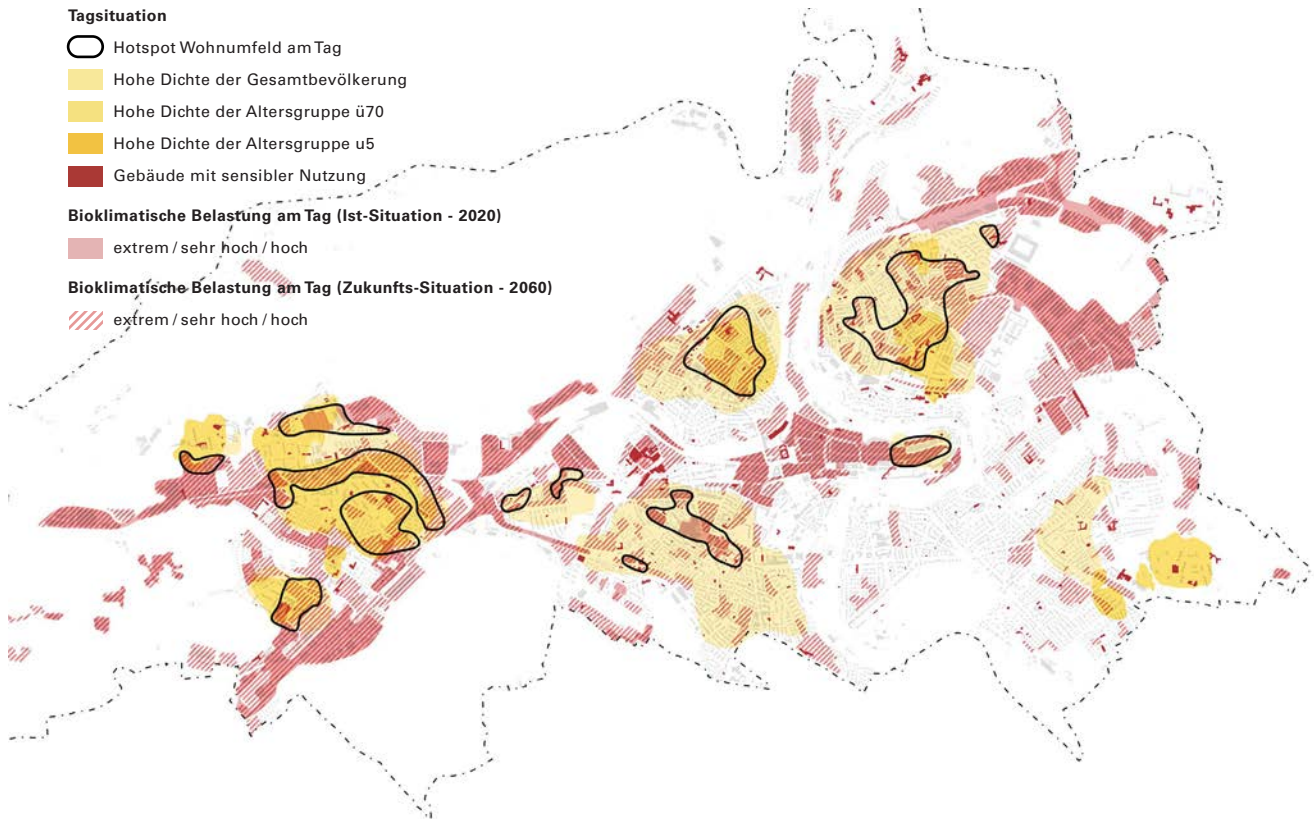 Tagsituation
Hotspot Wohnumfeld am Tag
Hohe Dichte der Gesamtbevölkerung
Hohe Dichte der Altersgruppe ü70
Hohe Dichte der Altersgruppe u5
Gebäude mit sensibler Nutzung
Bioklimatische Belastung am Tag (Ist-Situation - 2020)
extrem / sehr hoch / hoch
Bioklimatische Belastung am Tag (Zukunfts-Situation - 2060)
extrem / sehr hoch / hoch